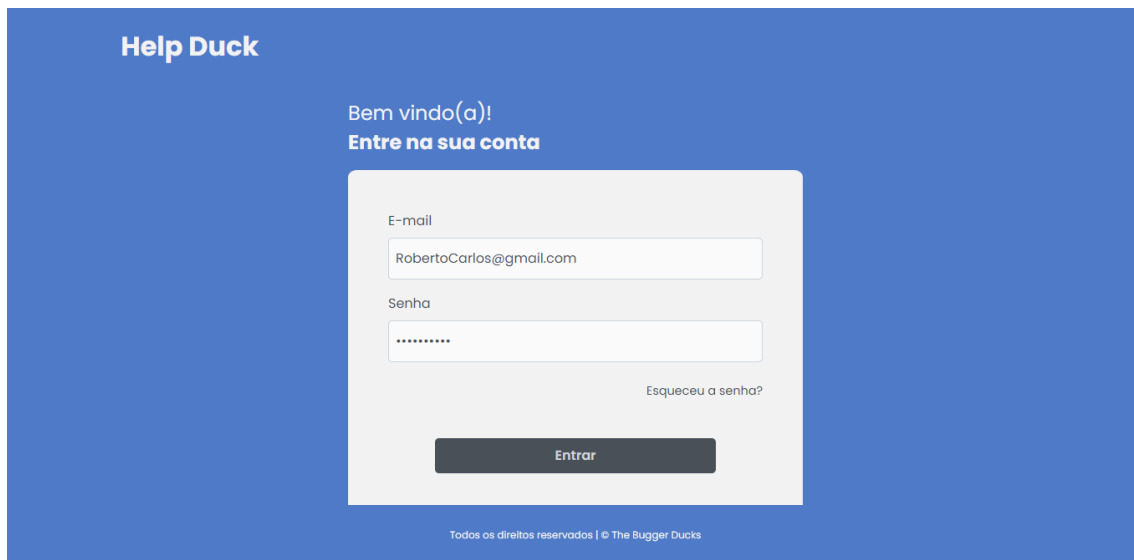 Help Duck
Bem vindo(a)!
Entre na sua conta
E-mail
RobertoCarlos@gmail.com
Senha
••••••••••
Esqueceu a senha?
Entrar
Todos os direitos reservados | © The Bugger Ducks